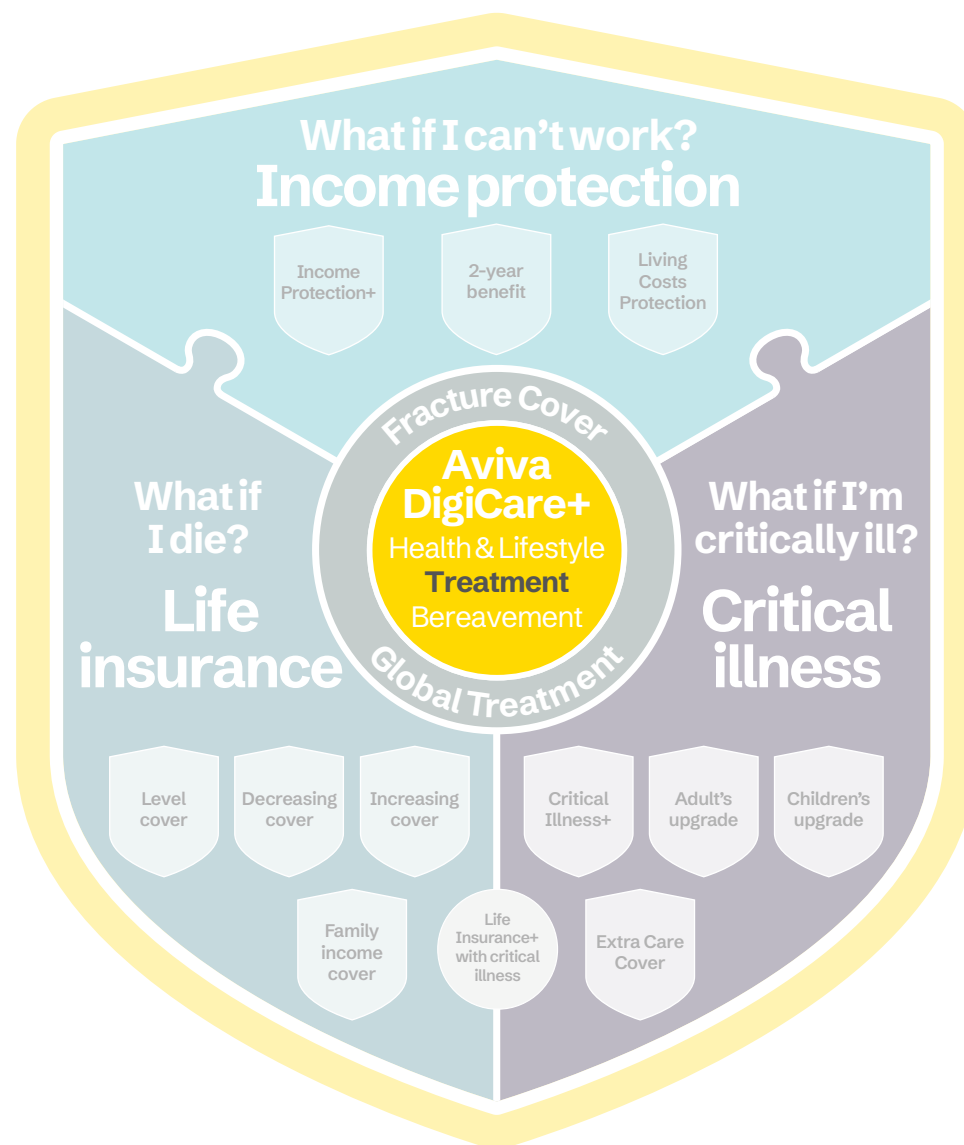 What if I can't work?
Income protection
Income
Protection+
2-year
benefit
Living
Costs
Protection
Fracture Cover
Aviva
DigiCare+
Health & Lifestyle
Treatment
Bereavement
Global Treatment
What if
I die?
Life
insurance
What if I'm
critically ill?
Critical
illness
Level
cover
Decreasing
cover
Increasing
cover
Critical
Illness+
Adult's
upgrade
Children's
upgrade
Family
income
cover
Life
Insurance+
with critical
illness
Extra Care
Cover